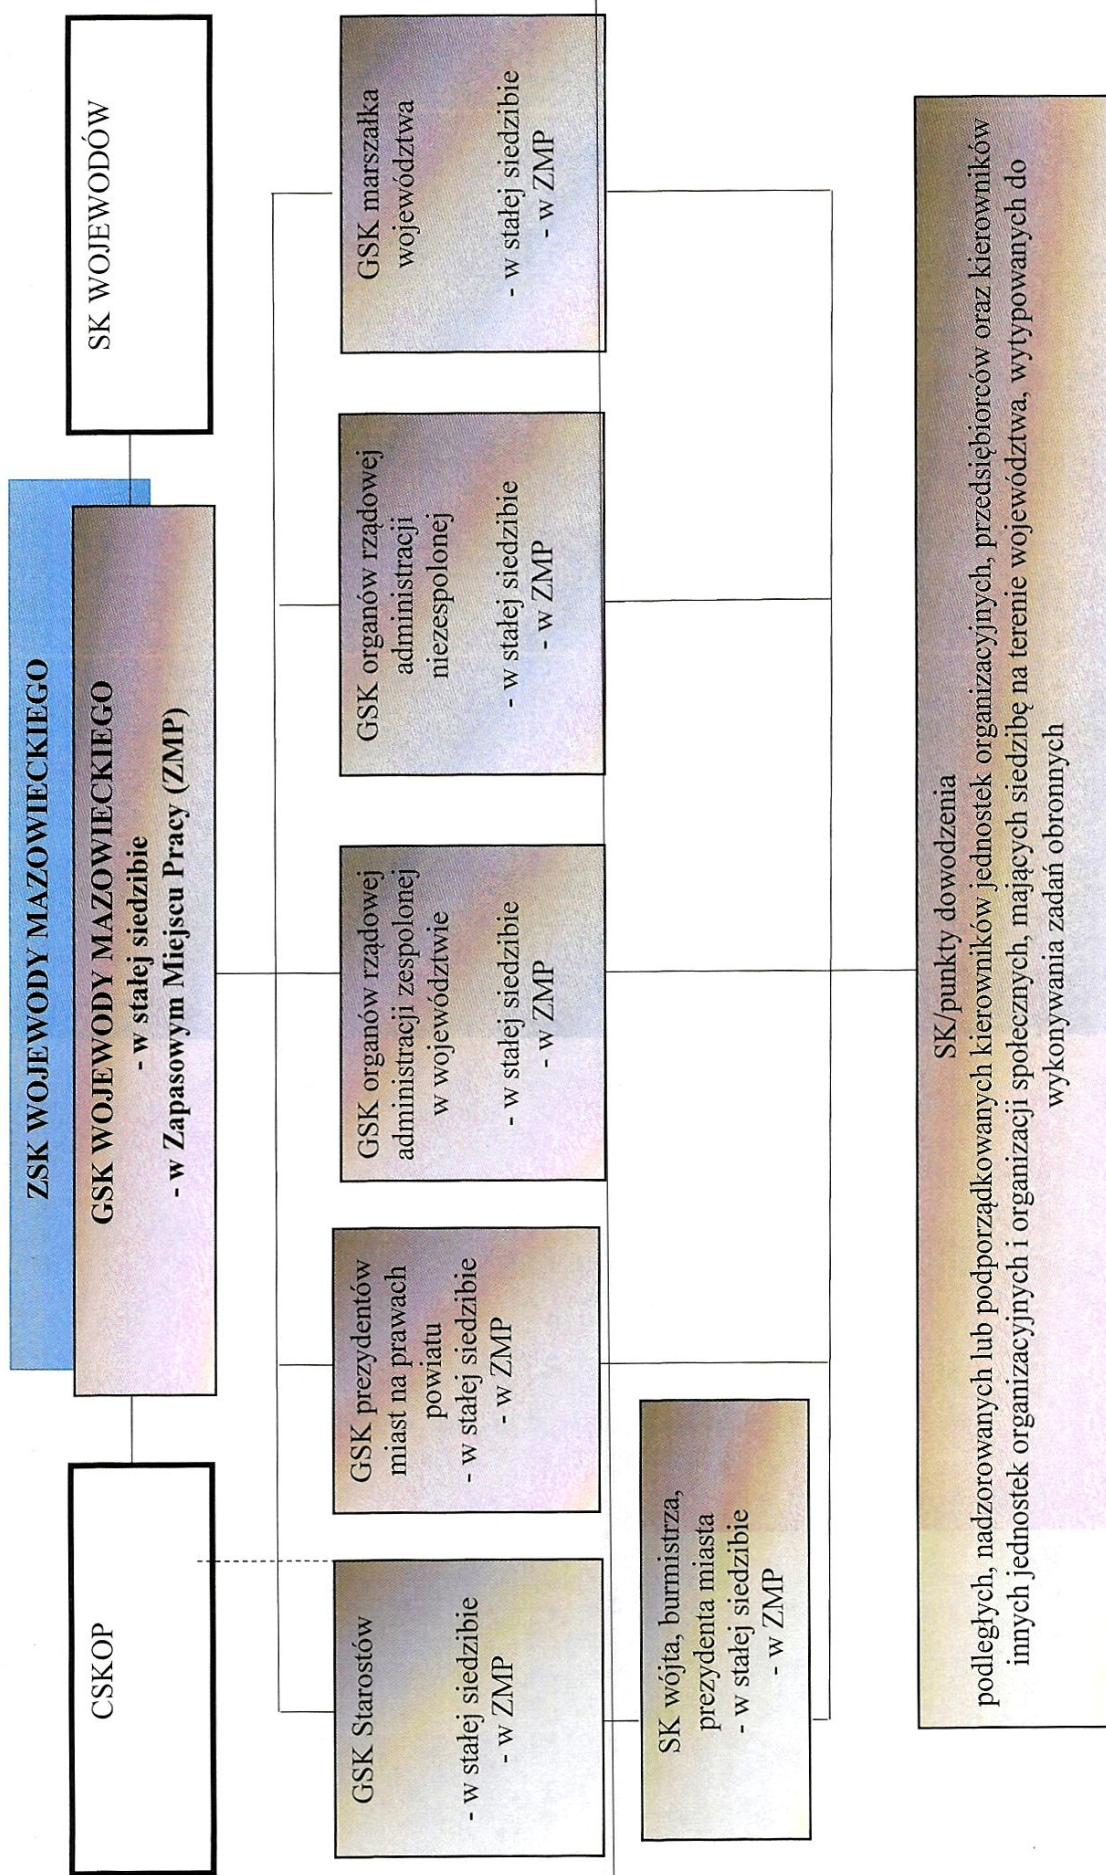 ZSK WOJEWODY MAZOWIECKIEGO
CSKOP
GSK WOJEWODY MAZOWIECKIEGO
- w stałej siedzibie
- w Zapasowym Miejscu Pracy (ZMP)
SK WOJEWODÓW
GSK Starostów
- w stałej siedzibie
- w ZMP
GSK prezydentów
miast na prawach
powiatu
- w stałej siedzibie
- w ZMP
GSK organów rządowej
administracji zespolonej
w województwie
- w stałej siedzibie
- w ZMP
GSK organów rządowej
administracji
niezespolonej
- w stałej siedzibie
- w ZMP
GSK marszałka
województwa
- w stałej siedzibie
- w ZMP
SK wójta, burmistrza,
prezydenta miasta
- w stałej siedzibie
- w ZMP
SK/punkty dowodzenia
podległych, nadzorowanych lub podporządkowanych kierowników jednostek organizacyjnych, przedsiębiorców oraz kierowników
innych jednostek organizacyjnych i organizacji społecznych, mających siedzibę na terenie województwa, wytypowanych do
wykonywania zadań obronnych